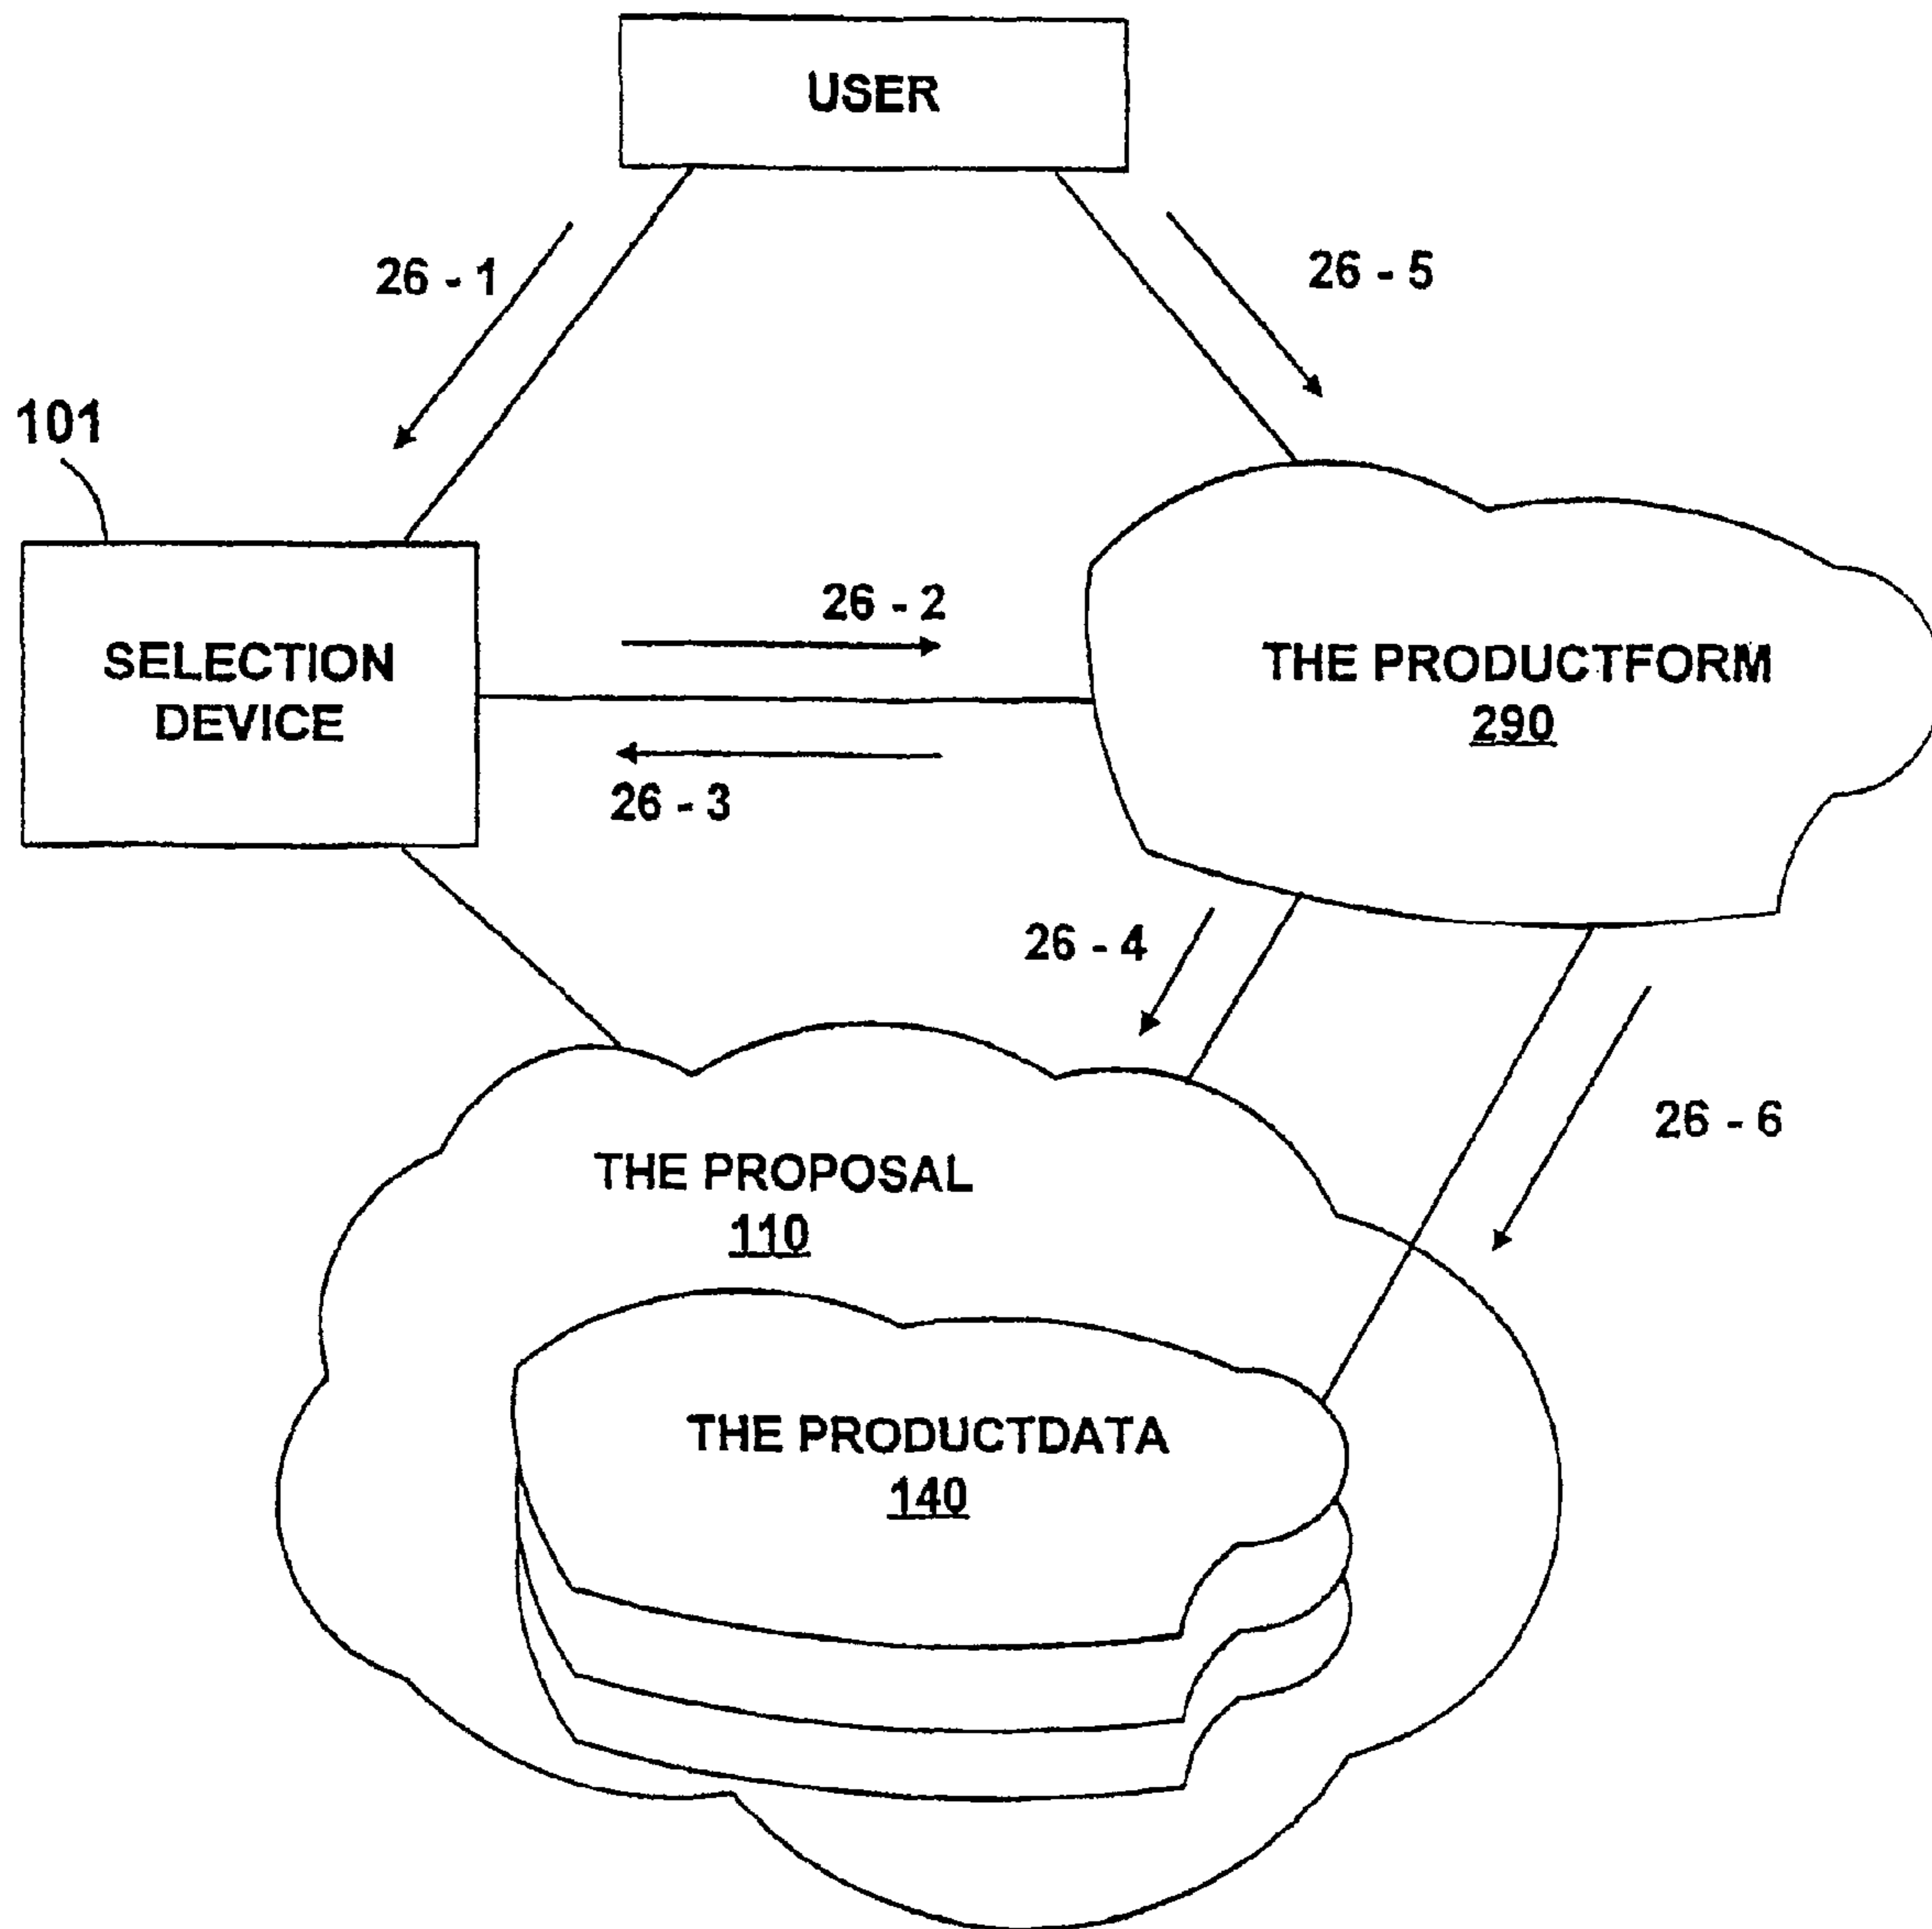 USER
26 - 1
26 - 5
101
26 - 2
SELECTION
DEVICE
THE PRODUCTFORM
290
26 - 3
26 - 4
26 - 6
THE PROPOSAL
110
THE PRODUCTDATA
140